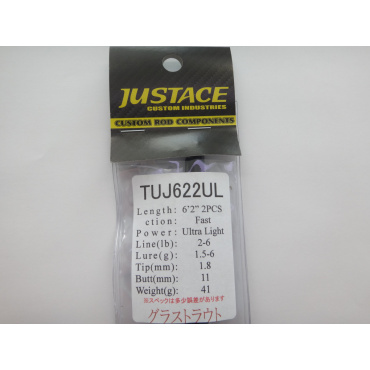 JUSTACE
CUSTOM INDUSTRIES
CUSTOM ROD COMPONENTS
TUJ622UL
Length: 6'2" 2PCS
ction: Fast
Power: Ultra Light
Line(lb): 2-6
Lure(g): 1.5-6
Tip(mm): 1.8
Butt(mm): 11
Weight(g): 41
※スペックは多少誤差があります
グラストラウト